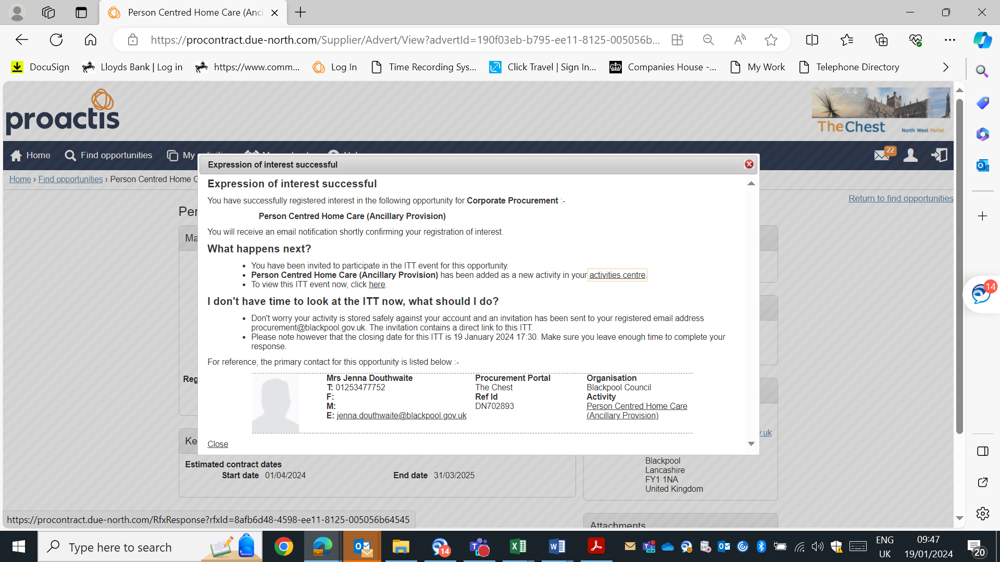 Person Centred Home Care (Anci
https://procontract.due-north.com/Supplier/Advert/View?advertId=190f03eb-b795-ee11-8125-005056b...
DocuSign
Lloyds Bank | Log in
https://www.comm...
Log In
Time Recording Sys...
Click Travel | Sign In...
Companies House -...
My Work
Telephone Directory
proactis
TheChest
North West Portal
Home
Find opportunities
My
22
Home › Find opportunities › Person Centred Home C
Return to find opportunities
Per
Ma
Reg
Ke
Expression of interest successful
Expression of interest successful
You have successfully registered interest in the following opportunity for Corporate Procurement :-
Person Centred Home Care (Ancillary Provision)
You will receive an email notification shortly confirming your registration of interest.
What happens next?
• You have been invited to participate in the ITT event for this opportunity.
• Person Centred Home Care (Ancillary Provision) has been added as a new activity in your activities centre.
• To view this ITT event now, click here.
I don't have time to look at the ITT now, what should I do?
• Don't worry your activity is stored safely against your account and an invitation has been sent to your registered email address
procurement@blackpool.gov.uk. The invitation contains a direct link to this ITT.
• Please note however that the closing date for this ITT is 19 January 2024 17:30. Make sure you leave enough time to complete your
response.
For reference, the primary contact for this opportunity is listed below :-
Mrs Jenna Douthwaite
T: 01253477752
F:
M:
E: jenna.douthwaite@blackpool.gov.uk
Procurement Portal
The Chest
Ref Id
DN702893
Organisation
Blackpool Council
Activity
Person Centred Home Care
(Ancillary Provision)
Close
.uk
Estimated contract dates
Start date 01/04/2024
End date 31/03/2025
Blackpool
Lancashire
FY1 1NA
United Kingdom
Attachments
14
https://procontract.due-north.com/RfxResponse?rfxId=8afb6d48-4598-ee11-8125-005056b64545
Type here to search
14
NEW
ENG
UK
09:47
19/01/2024
20